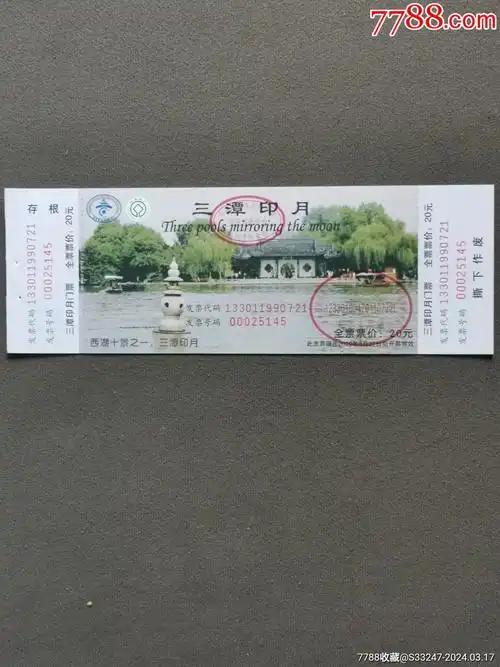 7788.com
存根
全票票价：20元
三潭印月门票
发票代码 133011990721
发票号码 00025145
三潭印月
Three pools mirroring the moon
发票代码 133011990721
发票号码 00025145
全票票价：20元
西湖十景之一，三潭印月
全票票价：20元
三潭印月门票
发票代码 133011990721
发票号码 00025145
撕下作废
7788收藏@S33247-2024.03.17